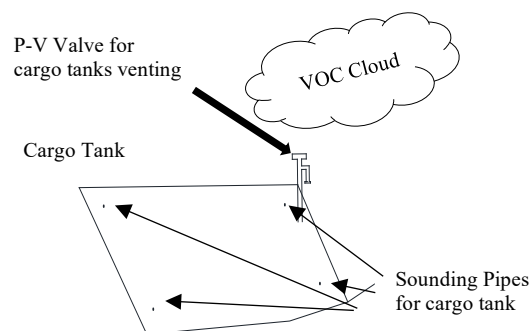 P-V Valve for
cargo tanks venting
VOC Cloud
Cargo Tank
Sounding Pipes
for cargo tank